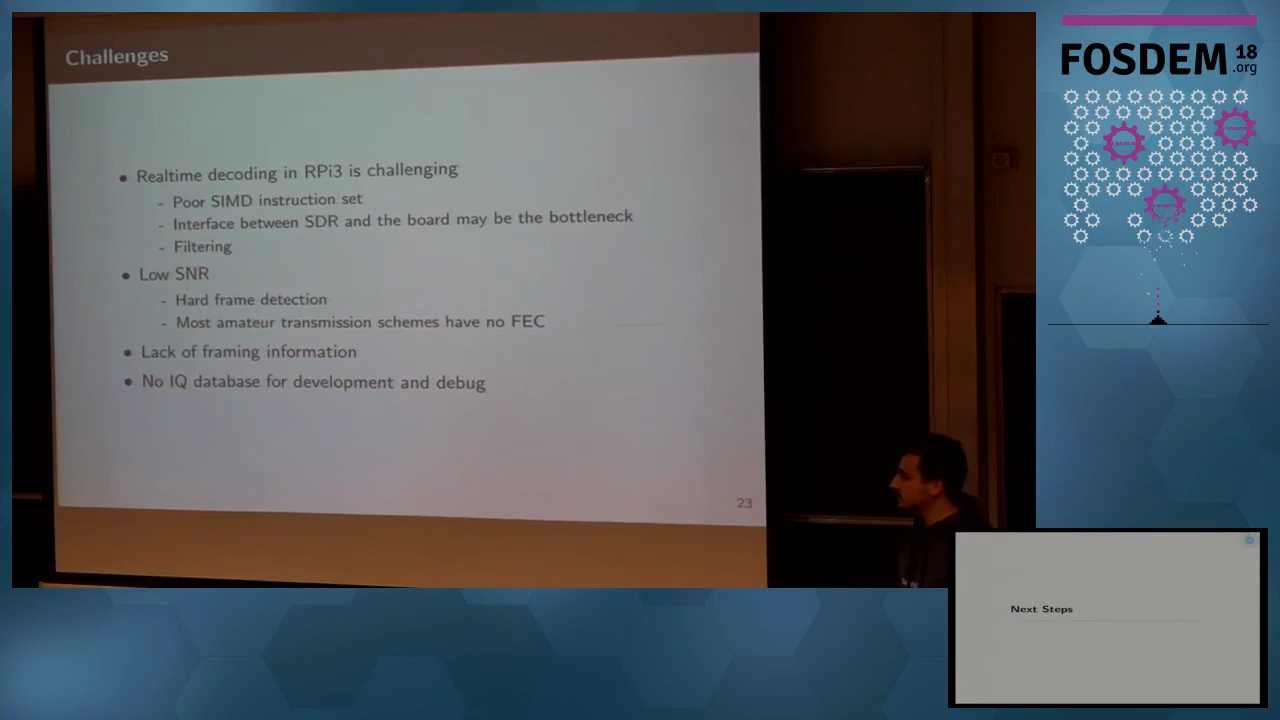 Challenges
• Realtime decoding in RPi3 is challenging
- Poor SIMD instruction set
- Interface between SDR and the board may be the bottleneck
- Filtering
• Low SNR
- Hard frame detection
- Most amateur transmission schemes have no FEC
• Lack of framing information
• No IQ database for development and debug
23
FOSDEM 18
.org
Next Steps